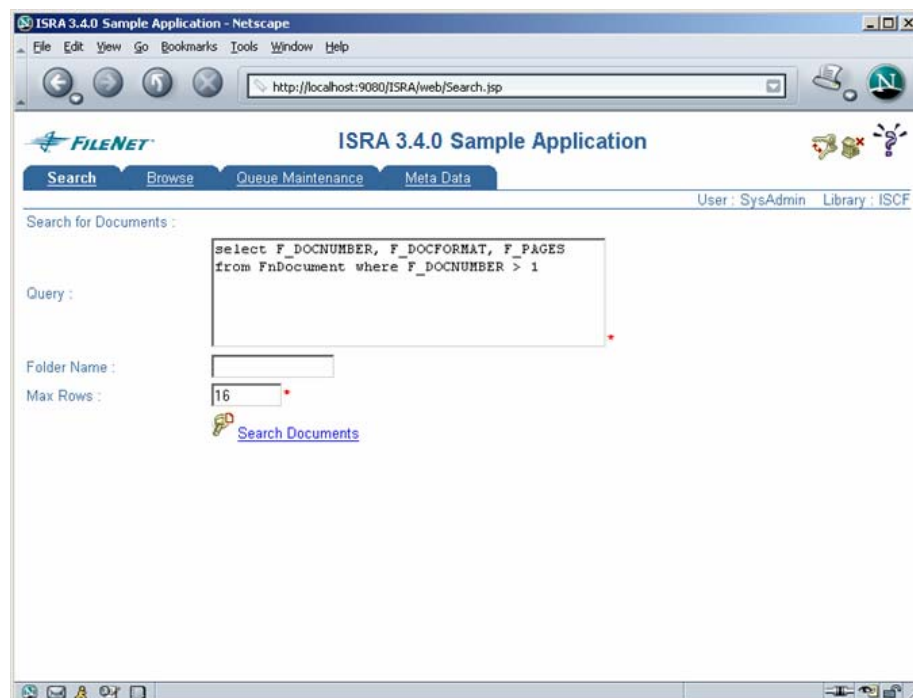 ISRA 3.4.0 Sample Application - Netscape
File Edit View Go Bookmarks Tools Window Help
http://localhost:9080/ISRA/web/Search.jsp
N
FILENET
ISRA 3.4.0 Sample Application
Search Browse Queue Maintenance Meta Data
User : SysAdmin Library : ISCF
Search for Documents :
Query :
select F_DOCNUMBER, F_DOCFORMAT, F_PAGES
from FnDocument where F_DOCNUMBER > 1
*
Folder Name :
Max Rows : 16 *
Search Documents